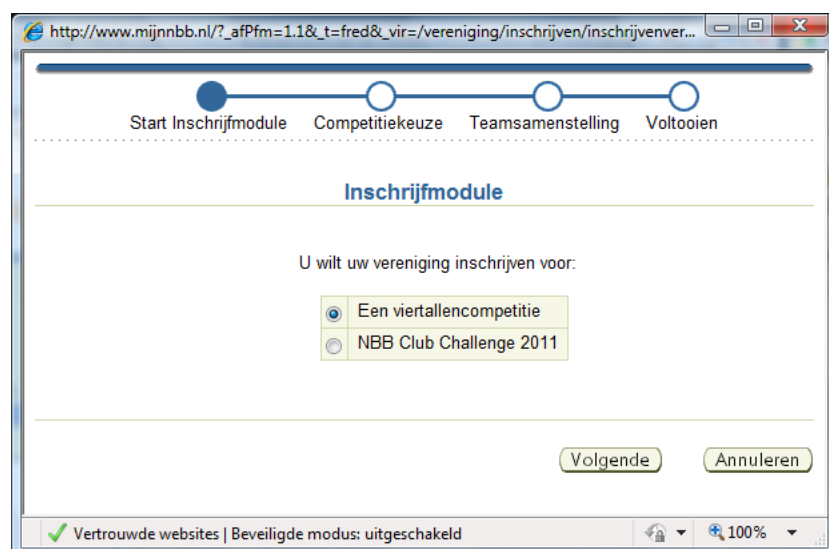 http://www.mijnnbb.nl/?_afPfm=1.1&_t=fred&_vir=/vereniging/inschrijven/inschrijvenver...
Start Inschrijfmodule Competitiekeuze Teamsamenstelling Voltooien
Inschrijfmodule
U wilt uw vereniging inschrijven voor:
Een viertallencompetitie
NBB Club Challenge 2011
Volgende Annuleren
Vertrouwde websites | Beveiligde modus: uitgeschakeld 100%